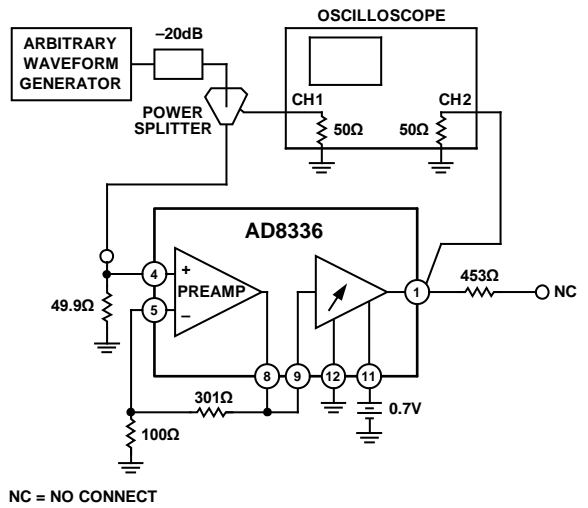 OSCILLOSCOPE
ARBITRARY
WAVEFORM
GENERATOR
–20dB
POWER
SPLITTER
CH1
CH2
50Ω
50Ω
AD8336
4
+
PREAMP
5
–
49.9Ω
1
453Ω
NC
8
9
12
11
301Ω
100Ω
0.7V
NC = NO CONNECT